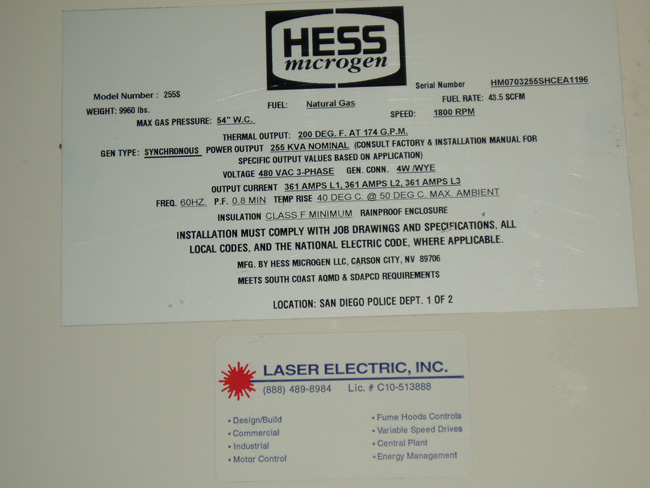 HESS
microgen
Model Number : 255S
Serial Number HM0703255SHCEA1196
WEIGHT: 9960 lbs. FUEL: Natural Gas FUEL RATE: 43.5 SCFM
MAX GAS PRESSURE: 54" W.C. SPEED: 1800 RPM
THERMAL OUTPUT: 200 DEG. F. AT 174 G.P.M.
GEN TYPE: SYNCHRONOUS POWER OUTPUT 255 KVA NOMINAL (CONSULT FACTORY & INSTALLATION MANUAL FOR
SPECIFIC OUTPUT VALUES BASED ON APPLICATION)
VOLTAGE 480 VAC 3-PHASE GEN. CONN. 4W /WYE
OUTPUT CURRENT 361 AMPS L1, 361 AMPS L2, 361 AMPS L3
FREQ. 60HZ. P.F. 0.8 MIN TEMP RISE 40 DEG C. @ 50 DEG C. MAX. AMBIENT
INSULATION CLASS F MINIMUM RAINPROOF ENCLOSURE
INSTALLATION MUST COMPLY WITH JOB DRAWINGS AND SPECIFICATIONS, ALL
LOCAL CODES, AND THE NATIONAL ELECTRIC CODE, WHERE APPLICABLE.
MFG. BY HESS MICROGEN LLC, CARSON CITY, NV 89706
MEETS SOUTH COAST AQMD & SDAPCD REQUIREMENTS
LOCATION: SAN DIEGO POLICE DEPT. 1 OF 2
LASER ELECTRIC, INC.
(888) 489-8984 Lic. # C10-513888
• Design/Build
• Commercial
• Industrial
• Motor Control
• Fume Hoods Controls
• Variable Speed Drives
• Central Plant
• Energy Management